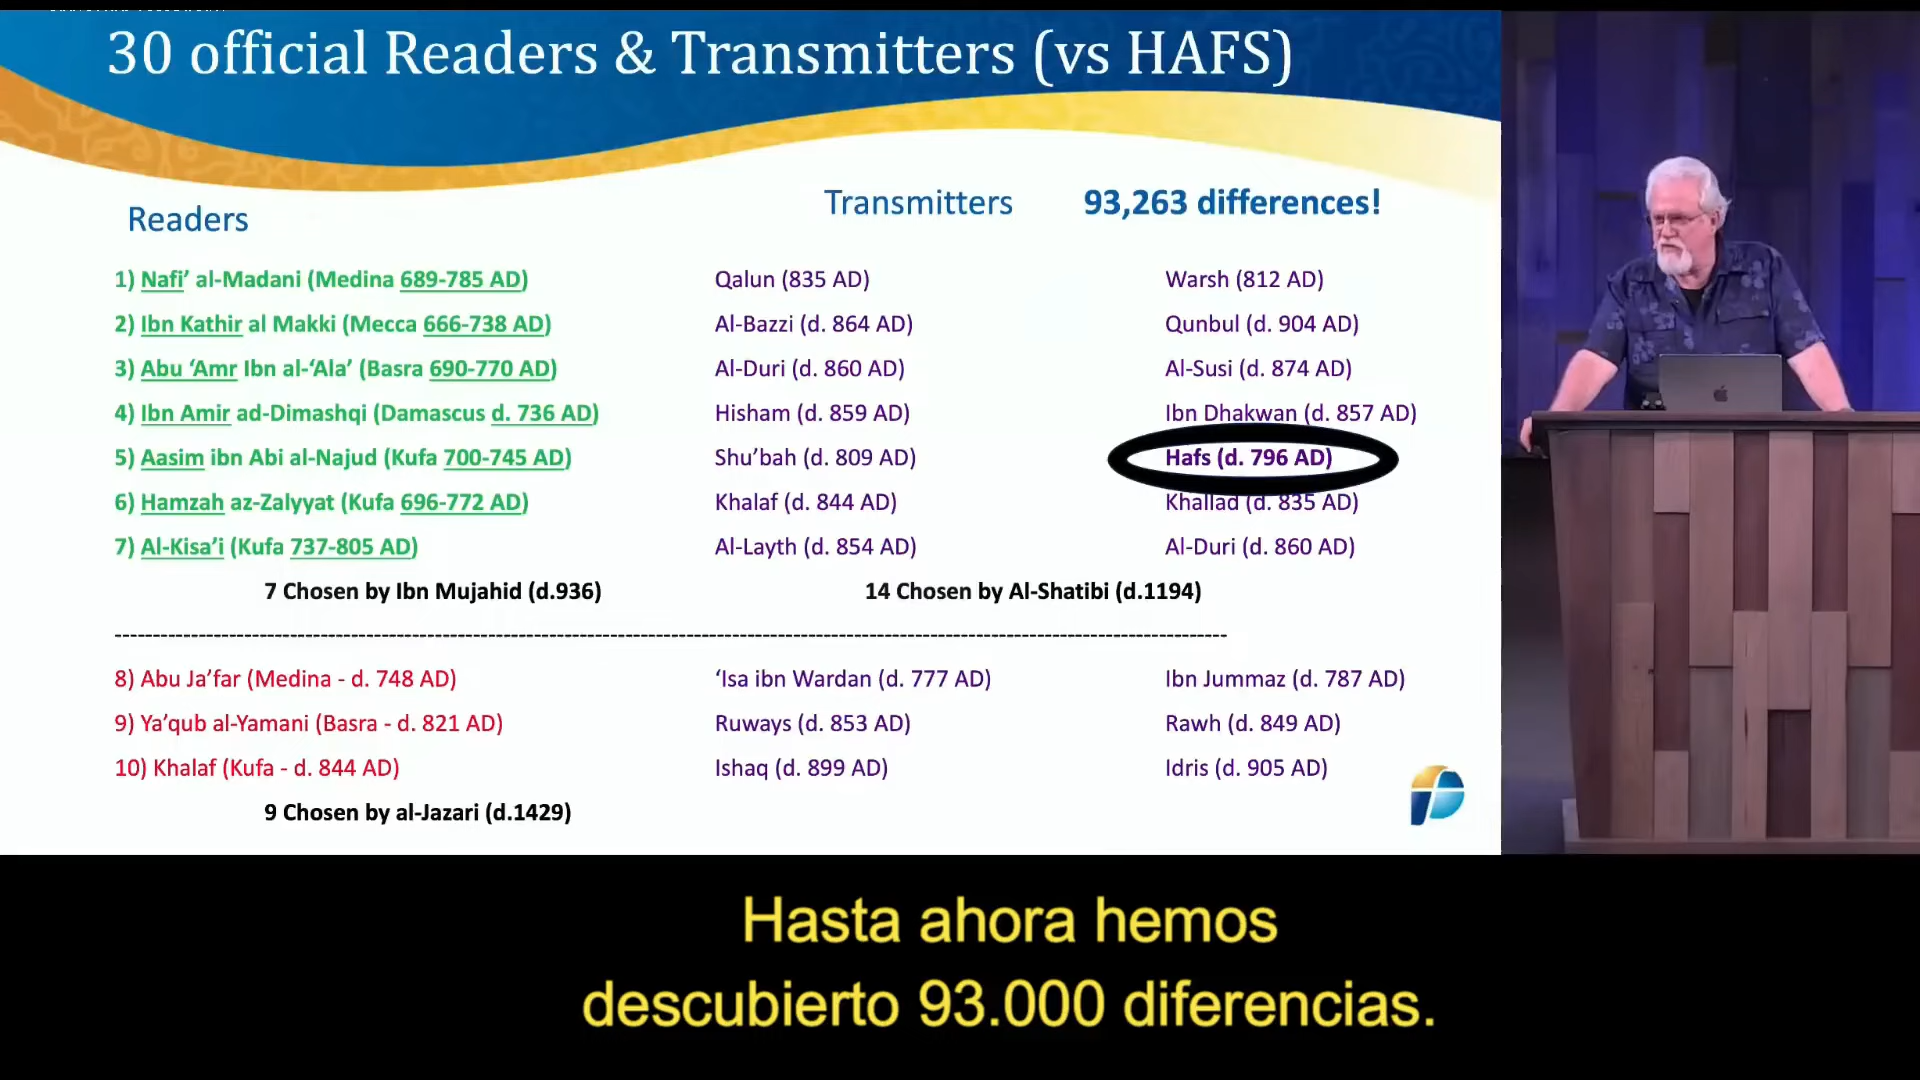 30 official Readers & Transmitters (vs HAFS)
Readers
Transmitters
93,263 differences!
1) Nafi’ al-Madani (Medina 689-785 AD)
Qalun (835 AD)
Warsh (812 AD)
2) Ibn Kathir al Makki (Mecca 666-738 AD)
Al-Bazzi (d. 864 AD)
Qunbul (d. 904 AD)
3) Abu ‘Amr Ibn al-‘Ala’ (Basra 690-770 AD)
Al-Duri (d. 860 AD)
Al-Susi (d. 874 AD)
4) Ibn Amir ad-Dimashqi (Damascus d. 736 AD)
Hisham (d. 859 AD)
Ibn Dhakwan (d. 857 AD)
5) Aasim ibn Abi al-Najud (Kufa 700-745 AD)
Shu’bah (d. 809 AD)
Hafs (d. 796 AD)
6) Hamzah az-Zalyyat (Kufa 696-772 AD)
Khalaf (d. 844 AD)
Khallad (d. 835 AD)
7) Al-Kisa’i (Kufa 737-805 AD)
Al-Layth (d. 854 AD)
Al-Duri (d. 860 AD)
7 Chosen by Ibn Mujahid (d.936)
14 Chosen by Al-Shatibi (d.1194)
8) Abu Ja’far (Medina - d. 748 AD)
‘Isa ibn Wardan (d. 777 AD)
Ibn Jummaz (d. 787 AD)
9) Ya’qub al-Yamani (Basra - d. 821 AD)
Ruways (d. 853 AD)
Rawh (d. 849 AD)
10) Khalaf (Kufa - d. 844 AD)
Ishaq (d. 899 AD)
Idris (d. 905 AD)
9 Chosen by al-Jazari (d.1429)
Hasta ahora hemos
descubierto 93.000 diferencias.